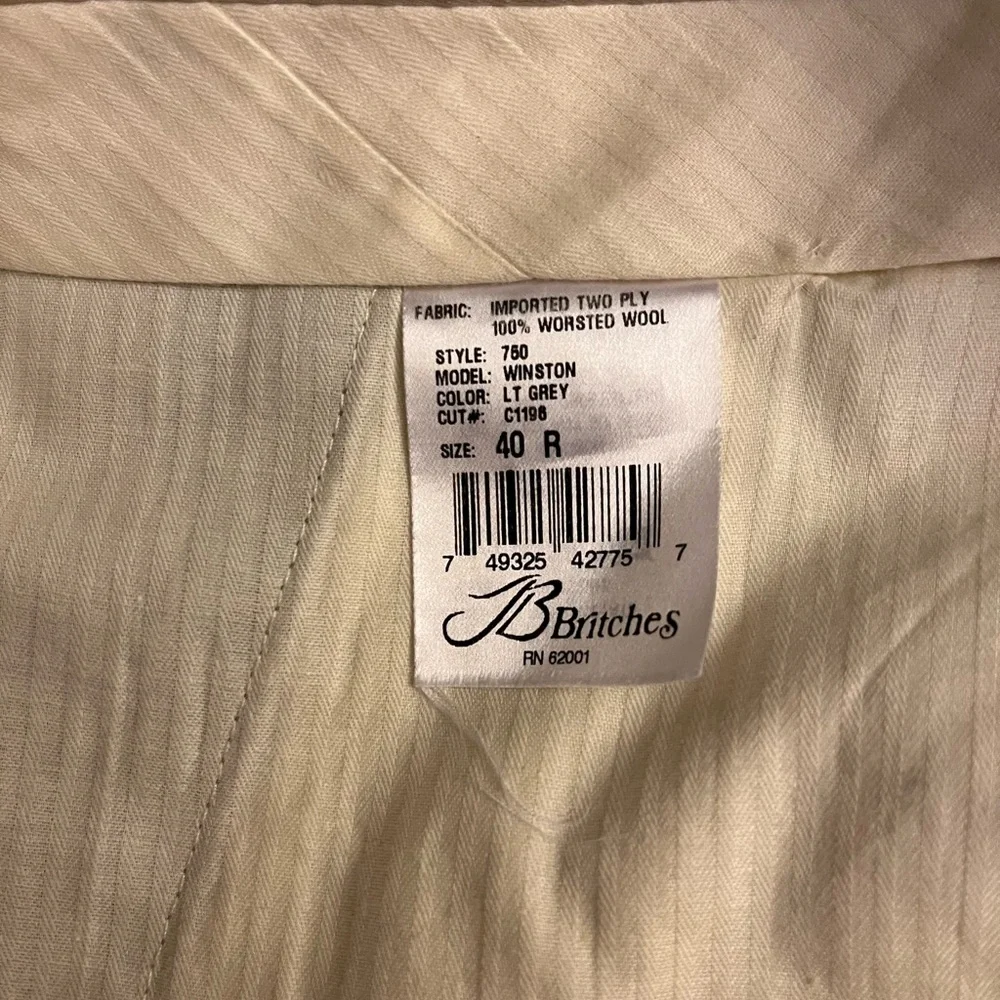 FABRIC: IMPORTED TWO PLY
100% WORSTED WOOL
STYLE: 760
MODEL: WINSTON
COLOR: LT GREY
CUT#: C1196
SIZE: 40 R
7 49325 42775 7
JB Britches
RN 62001